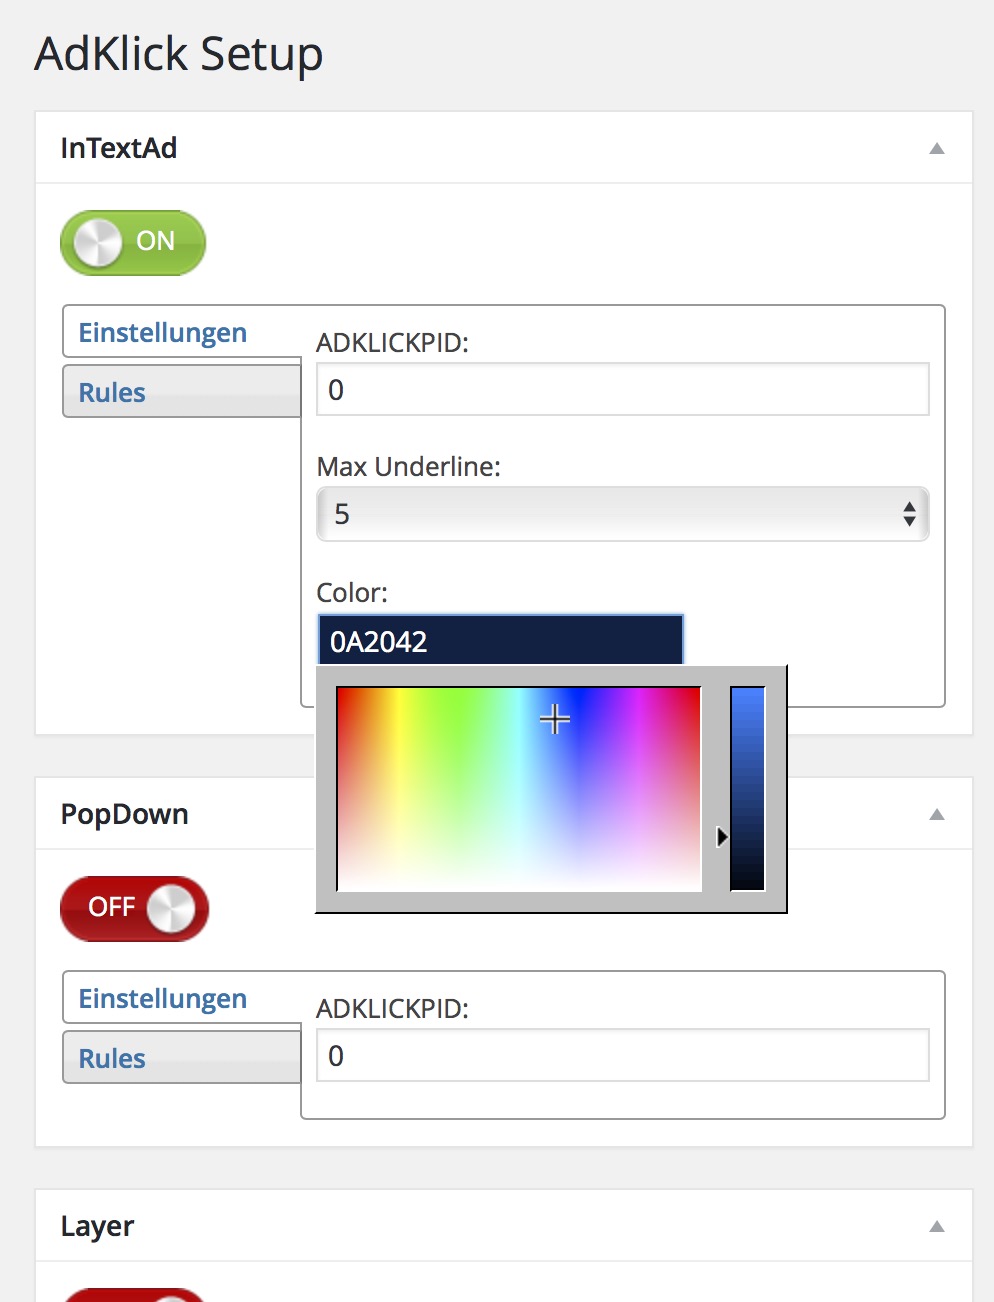 AdKlick Setup
InTextAd
ON
Einstellungen
Rules
ADKLICKPID:
0
Max Underline:
5
Color:
0A2042
PopDown
OFF
Einstellungen
Rules
ADKLICKPID:
0
Layer